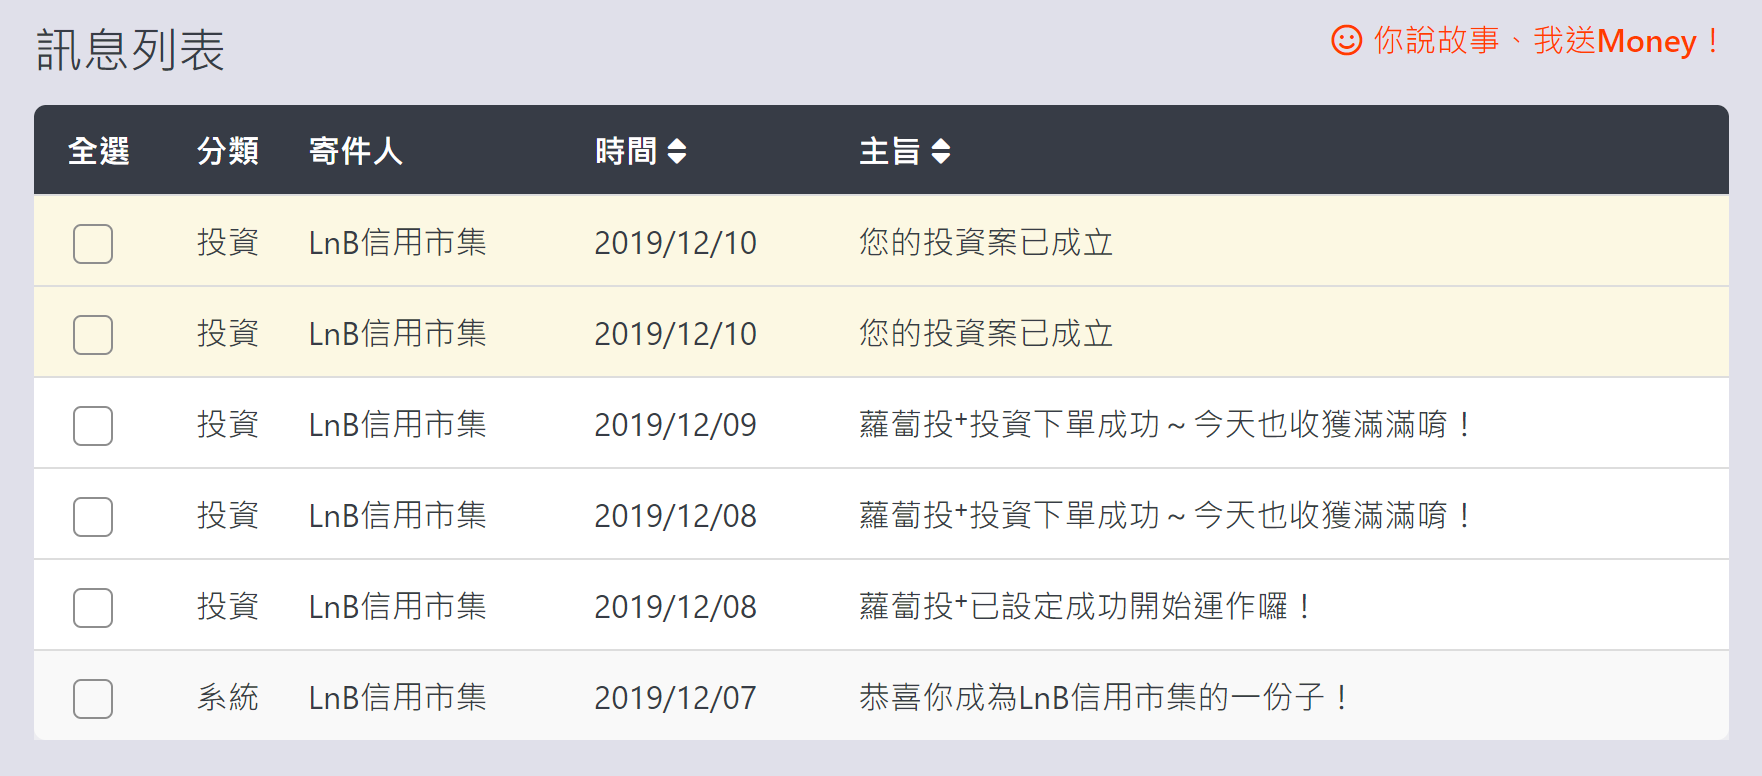 訊息列表
你說故事、我送Money！
全選 分類 寄件人 時間 主旨
投資 LnB信用市集 2019/12/10 您的投資案已成立
投資 LnB信用市集 2019/12/10 您的投資案已成立
投資 LnB信用市集 2019/12/09 蘿蔔投⁺投資下單成功～今天也收獲滿滿唷！
投資 LnB信用市集 2019/12/08 蘿蔔投⁺投資下單成功～今天也收獲滿滿唷！
投資 LnB信用市集 2019/12/08 蘿蔔投⁺已設定成功開始運作囉！
系統 LnB信用市集 2019/12/07 恭喜你成為LnB信用市集的一份子！